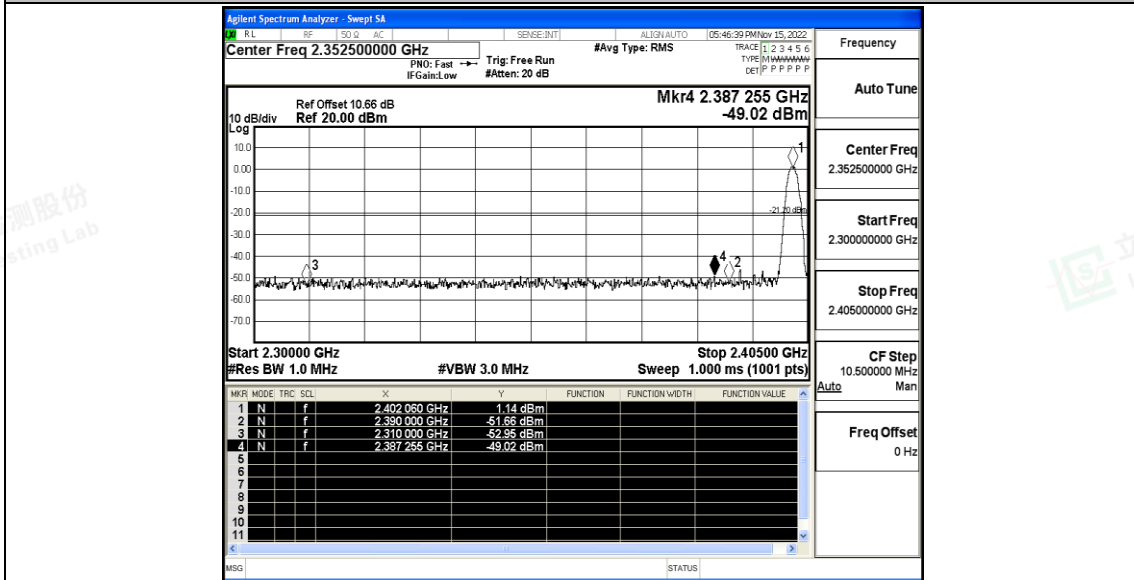 Agilent Spectrum Analyzer - Swept SA
LXI RL RF 50 Ω AC SENSE:INT ALIGN AUTO 05:46:39 PM Nov 15, 2022
Center Freq 2.352500000 GHz #Avg Type: RMS TRACE 1 2 3 4 5 6
PNO: Fast Trig: Free Run TYPE M WWWWW
IFGain:Low #Atten: 20 dB DET P P P P P P
Frequency
Auto Tune
Mkr4 2.387 255 GHz
-49.02 dBm
Ref Offset 10.66 dB
10 dB/div Ref 20.00 dBm
Log
10.0
0.00
-10.0
-20.0
-30.0
-40.0
-50.0
-60.0
-70.0
1
-21.20 dBm
3
4
2
Center Freq
2.352500000 GHz
Start Freq
2.300000000 GHz
Stop Freq
2.405000000 GHz
CF Step
10.500000 MHz
Auto Man
Freq Offset
0 Hz
Start 2.30000 GHz Stop 2.40500 GHz
#Res BW 1.0 MHz #VBW 3.0 MHz Sweep 1.000 ms (1001 pts)
MKR MODE TRC SCL X Y FUNCTION FUNCTION WIDTH FUNCTION VALUE
1 N f 2.402 060 GHz 1.14 dBm
2 N f 2.390 000 GHz -51.66 dBm
3 N f 2.310 000 GHz -52.95 dBm
4 N f 2.387 255 GHz -49.02 dBm
5
6
7
8
9
10
11
MSG STATUS
测股份
sting Lab
立